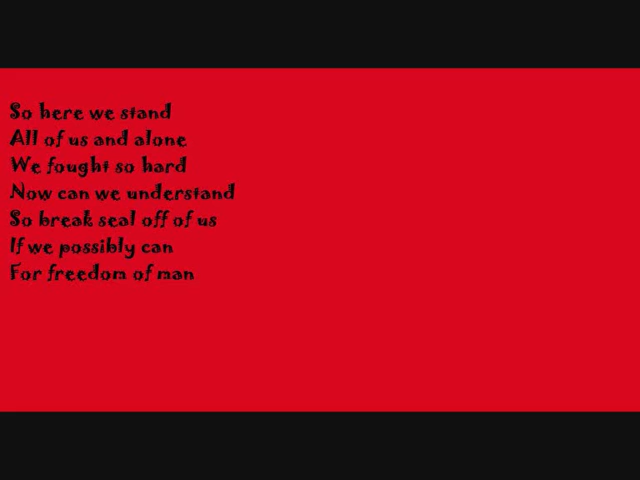 So here we stand
All of us and alone
We fought so hard
Now can we understand
So break seal off of us
If we possibly can
For freedom of man